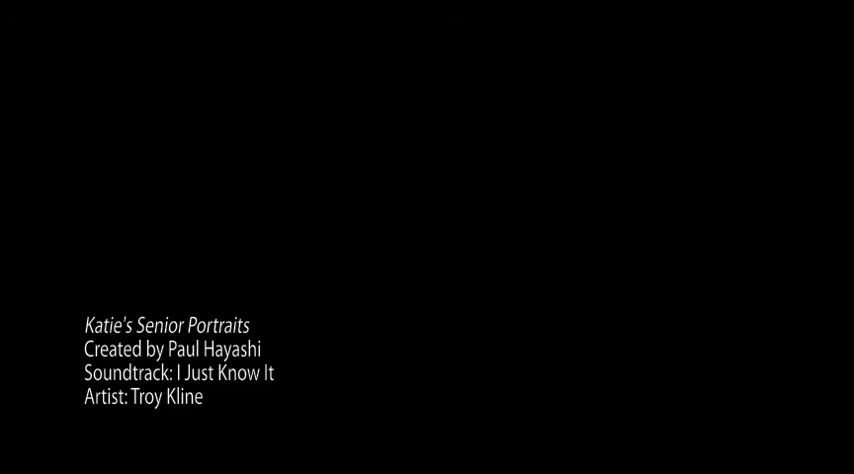 Katie's Senior Portraits
Created by Paul Hayashi
Soundtrack: I Just Know It
Artist: Troy Kline